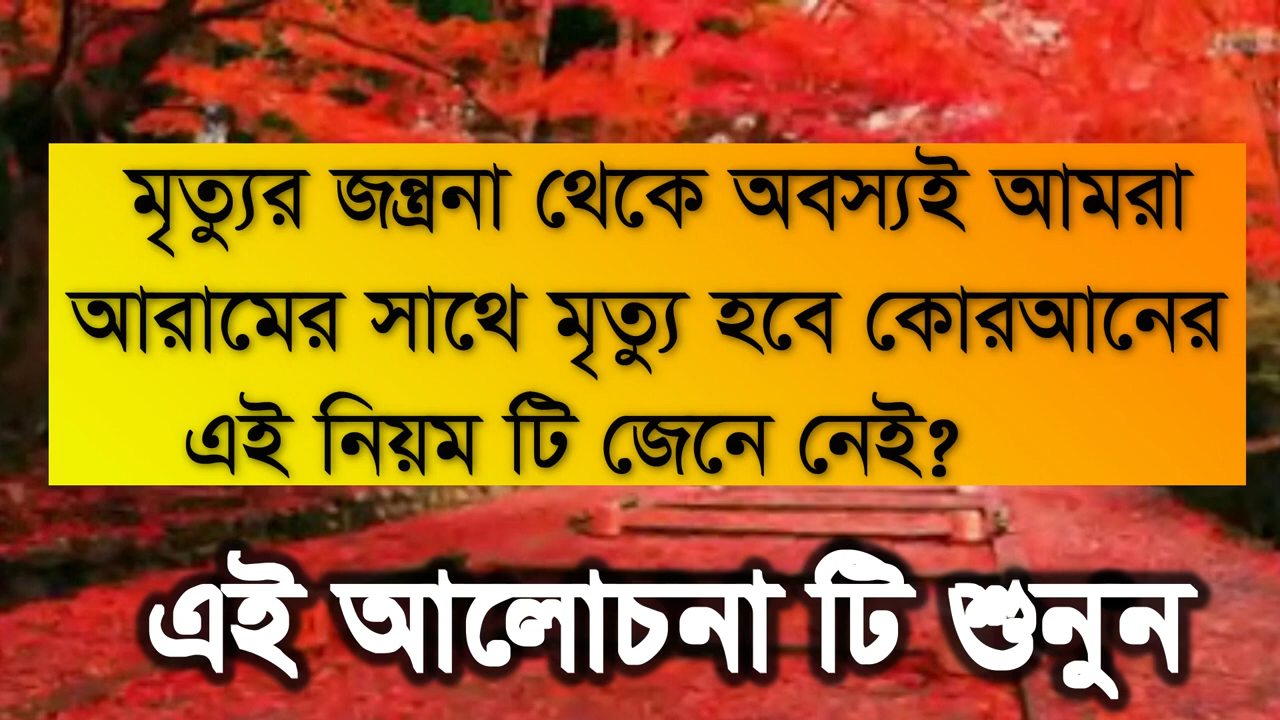 মৃত্যুর জন্ত্রনা থেকে অবস্যই আমরা
আরামের সাথে মৃত্যু হবে কোরআনের
এই নিয়ম টি জেনে নেই?
এই আলোচনা টি শুনুন